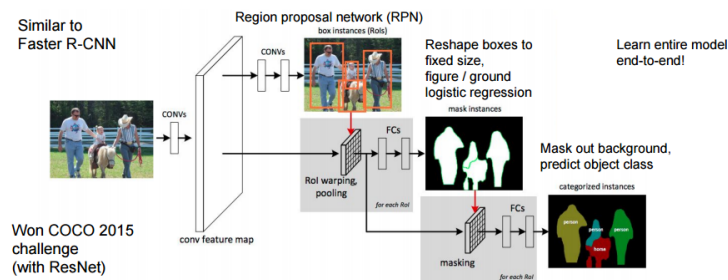 Similar to
Faster R-CNN
Region proposal network (RPN)
box instances (RoIs)
CONVs
CONVs
conv feature map
RoI warping,
pooling
FCs
for each RoI
Reshape boxes to
fixed size,
figure / ground
logistic regression
mask instances
Learn entire model
end-to-end!
Mask out background,
predict object class
categorized instances
person
person
person
horse
masking
FCs
for each RoI
Won COCO 2015
challenge
(with ResNet)